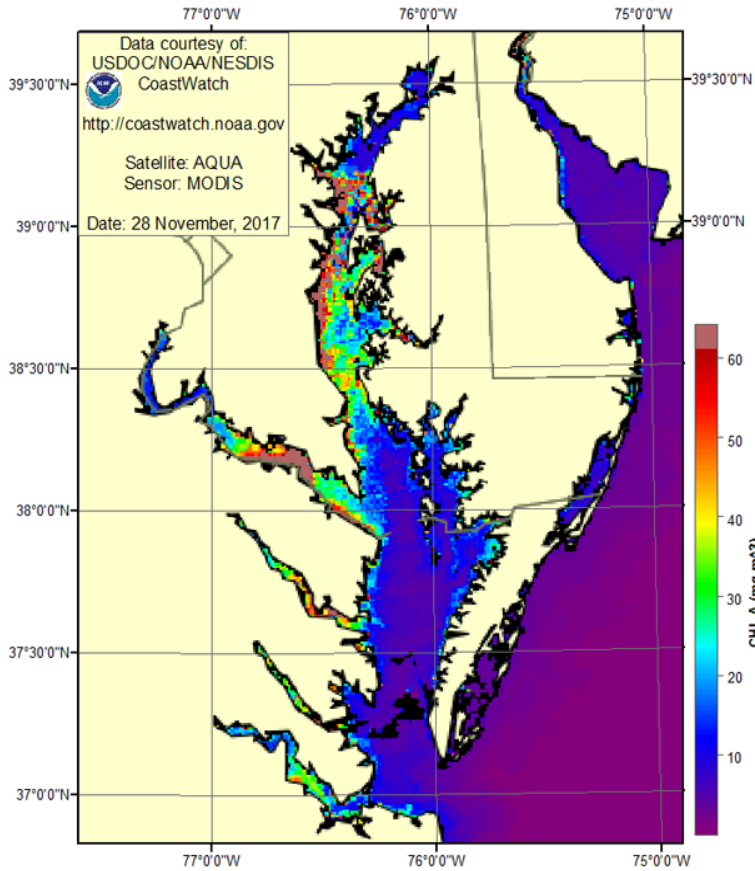 77°0'0"W
76°0'0"W
75°0'0"W
Data courtesy of:
USDOC/NOAA/NESDIS
CoastWatch
http://coastwatch.noaa.gov
Satellite: AQUA
Sensor: MODIS
Date: 28 November, 2017
39°30'0"N
39°30'0"N
39°0'0"N
39°0'0"N
38°30'0"N
38°0'0"N
37°30'0"N
37°0'0"N
60
50
40
30
20
10
CHL A (mg m^3)
77°0'0"W
76°0'0"W
75°0'0"W